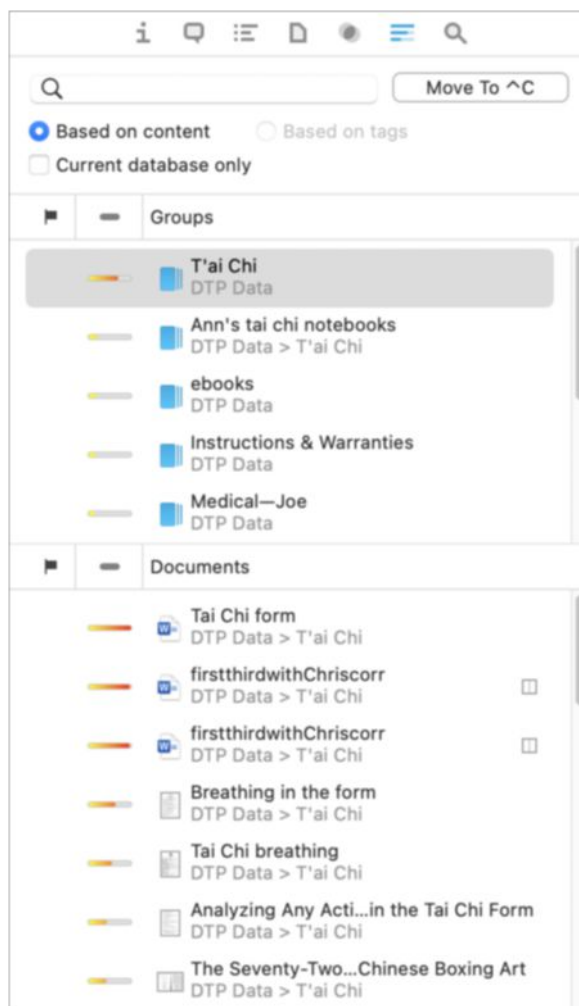 Move To ^C
Based on content
Based on tags
Current database only
Groups
T'ai Chi
DTP Data
Ann's tai chi notebooks
DTP Data > T'ai Chi
ebooks
DTP Data
Instructions & Warranties
DTP Data
Medical—Joe
DTP Data
Documents
Tai Chi form
DTP Data > T'ai Chi
firstthirdwithChriscorr
DTP Data > T'ai Chi
firstthirdwithChriscorr
DTP Data > T'ai Chi
Breathing in the form
DTP Data > T'ai Chi
Tai Chi breathing
DTP Data > T'ai Chi
Analyzing Any Acti...in the Tai Chi Form
DTP Data > T'ai Chi
The Seventy-Two...Chinese Boxing Art
DTP Data > T'ai Chi